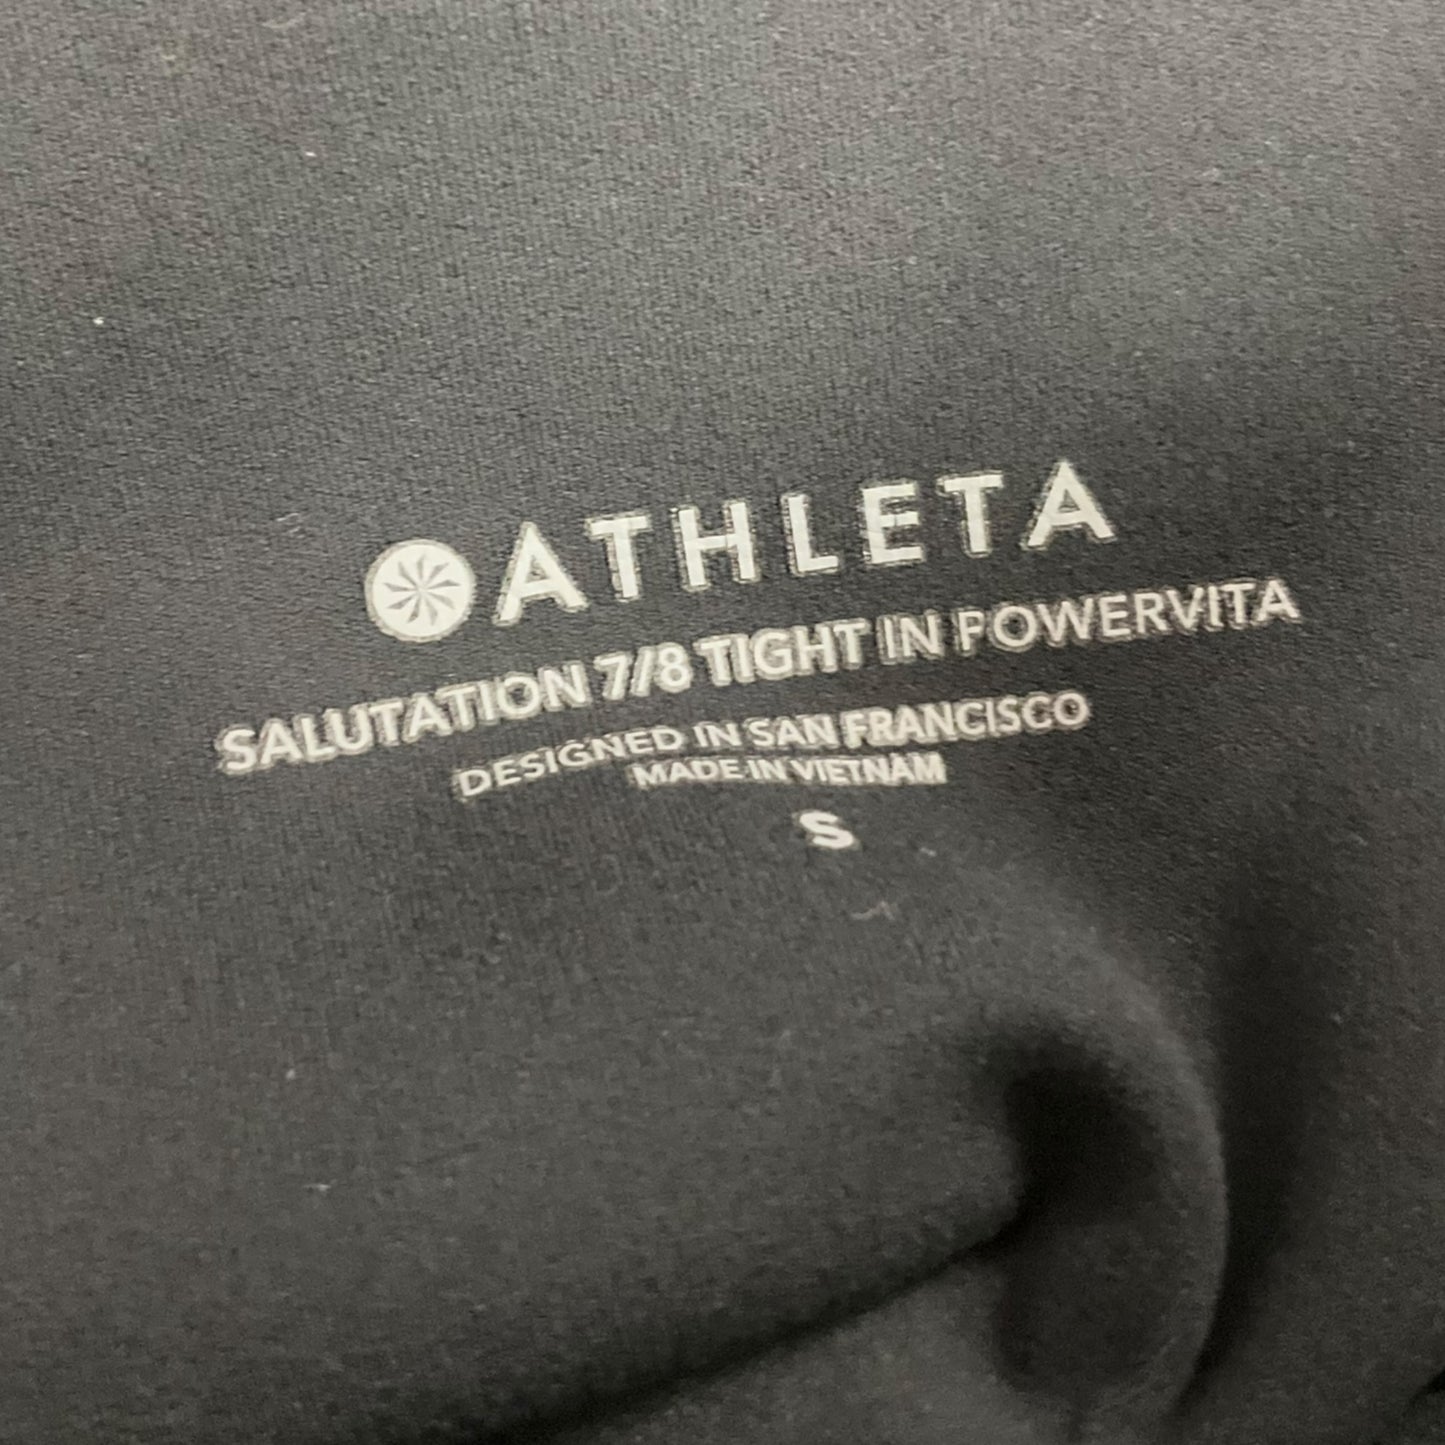 ATHLETA
SALUTATION 7/8 TIGHT IN POWERVITA
DESIGNED IN SAN FRANCISCO
MADE IN VIETNAM
S